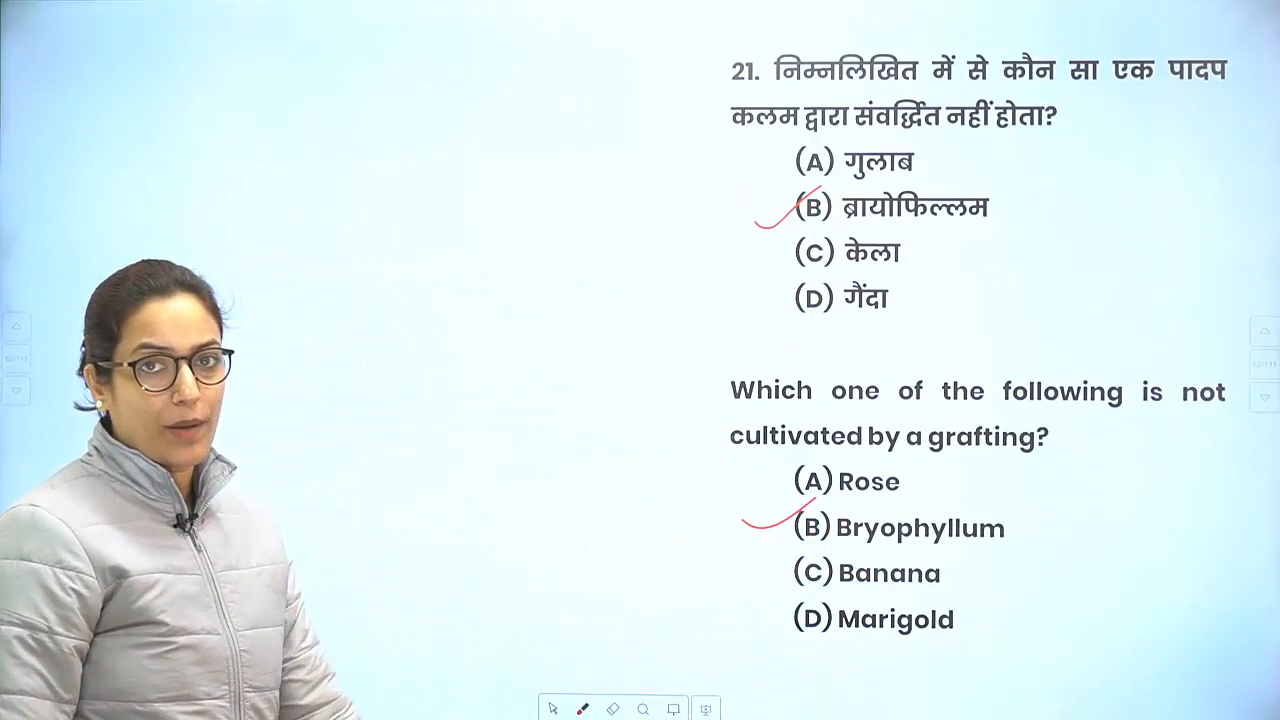 21. निम्नलिखित में से कौन सा एक पादप
कलम द्वारा संवर्द्धित नहीं होता?
(A) गुलाब
(B) ब्रायोफिल्लम
(C) केला
(D) गैंदा
Which one of the following is not
cultivated by a grafting?
(A) Rose
(B) Bryophyllum
(C) Banana
(D) Marigold